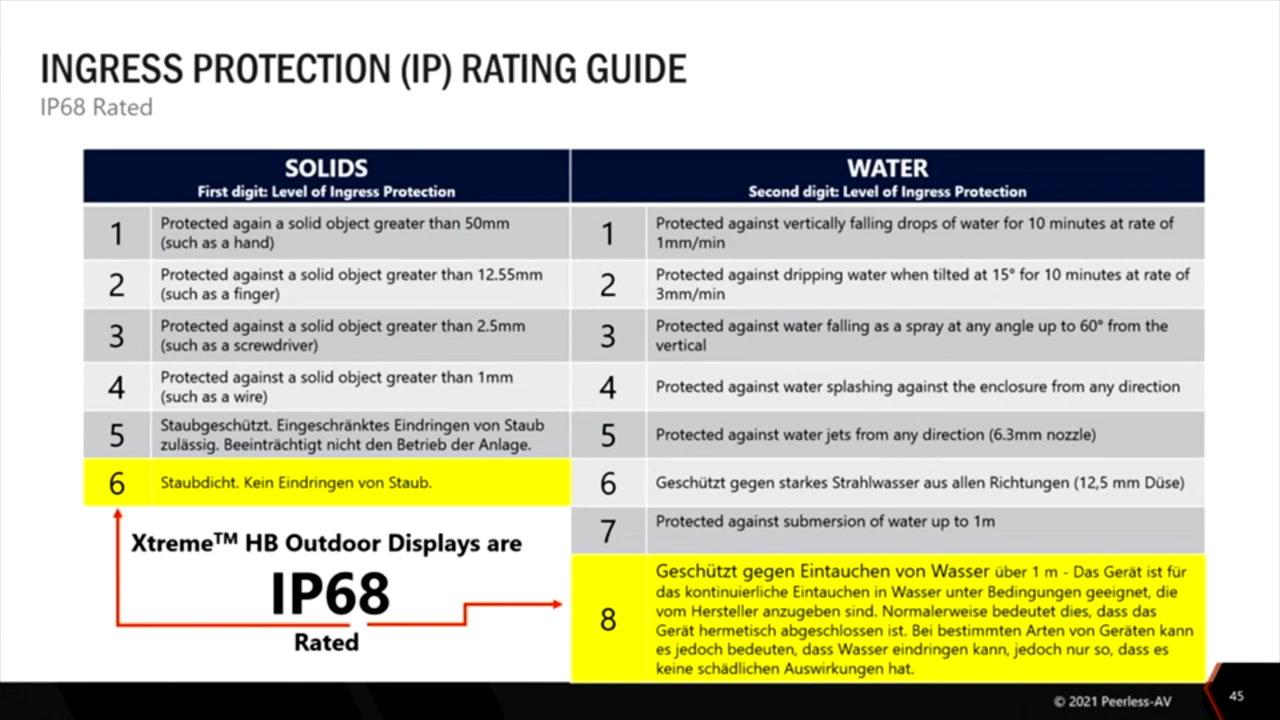 INGRESS PROTECTION (IP) RATING GUIDE
IP68 Rated
SOLIDS
First digit: Level of Ingress Protection
1
Protected again a solid object greater than 50mm
(such as a hand)
2
Protected against a solid object greater than 12.55mm
(such as a finger)
3
Protected against a solid object greater than 2.5mm
(such as a screwdriver)
4
Protected against a solid object greater than 1mm
(such as a wire)
5
Staubgeschützt. Eingeschränktes Eindringen von Staub
zulässig. Beeinträchtigt nicht den Betrieb der Anlage.
6
Staubdicht. Kein Eindringen von Staub.
Xtreme™ HB Outdoor Displays are
IP68
Rated
WATER
Second digit: Level of Ingress Protection
1
Protected against vertically falling drops of water for 10 minutes at rate of
1mm/min
2
Protected against dripping water when tilted at 15° for 10 minutes at rate of
3mm/min
3
Protected against water falling as a spray at any angle up to 60° from the
vertical
4
Protected against water splashing against the enclosure from any direction
5
Protected against water jets from any direction (6.3mm nozzle)
6
Geschützt gegen starkes Strahlwasser aus allen Richtungen (12,5 mm Düse)
7
Protected against submersion of water up to 1m
8
Geschützt gegen Eintauchen von Wasser über 1 m - Das Gerät ist für
das kontinuierliche Eintauchen in Wasser unter Bedingungen geeignet, die
vom Hersteller anzugeben sind. Normalerweise bedeutet dies, dass das
Gerät hermetisch abgeschlossen ist. Bei bestimmten Arten von Geräten kann
es jedoch bedeuten, dass Wasser eindringen kann, jedoch nur so, dass es
keine schädlichen Auswirkungen hat.
© 2021 Peerless-AV
45